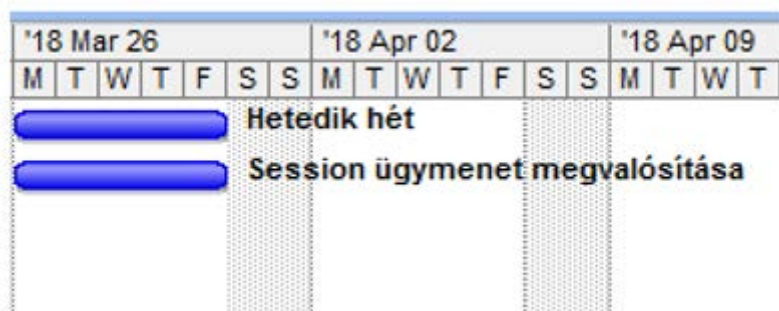 '18 Mar 26 '18 Apr 02 '18 Apr 09
M T W T F S S M T W T F S S M T W T
Hetedik hét
Session ügymenet megvalósítása